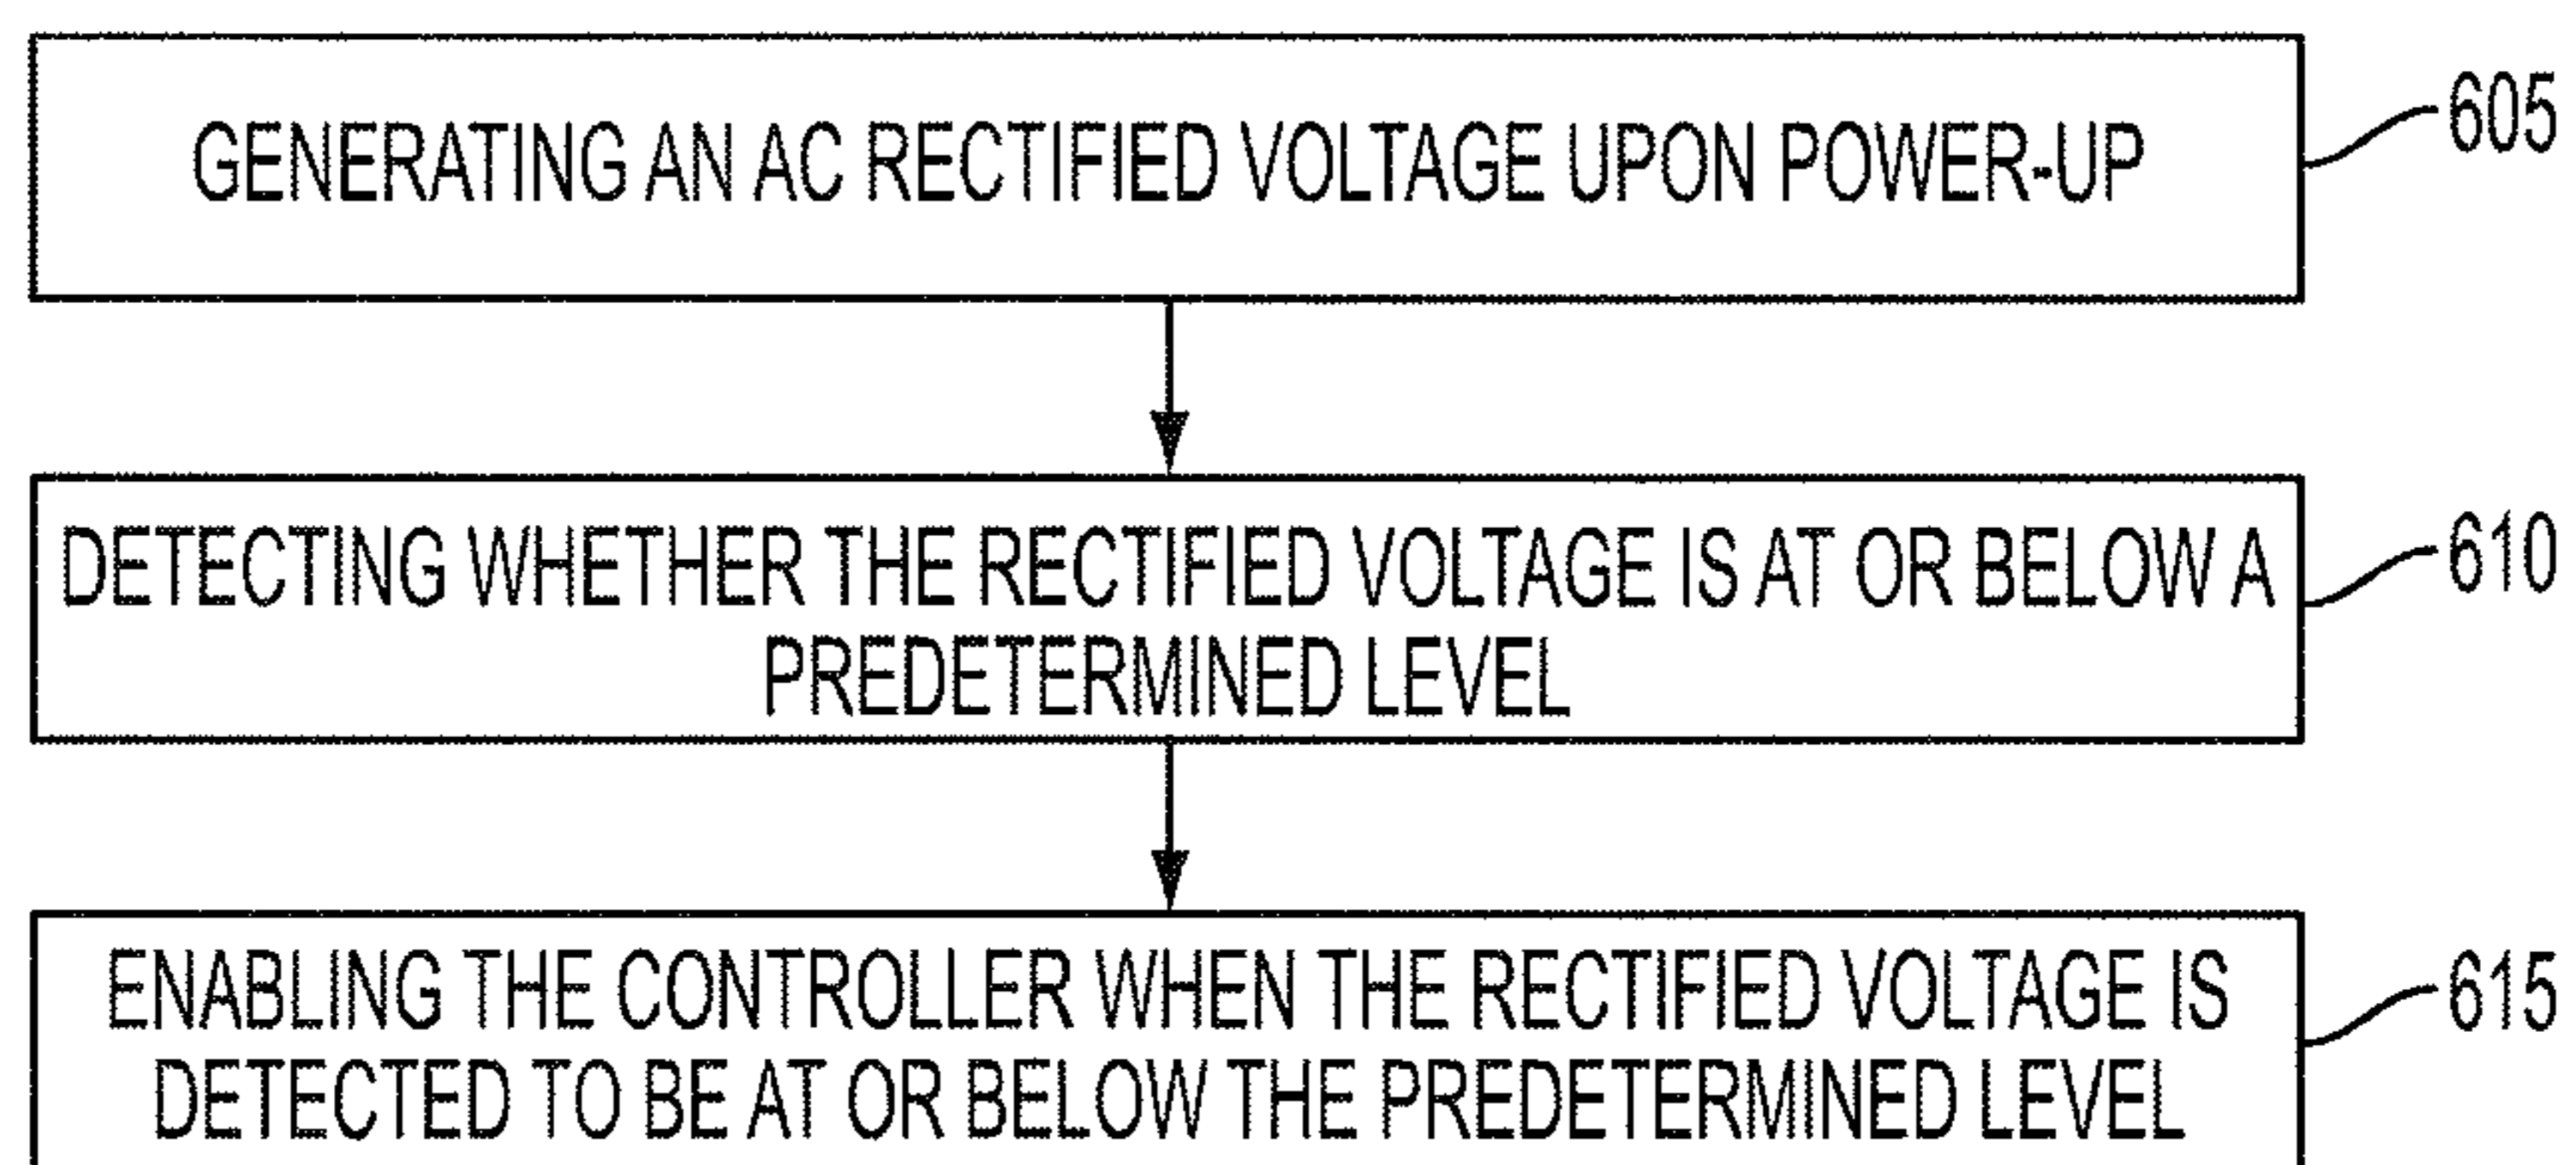 GENERATING AN AC RECTIFIED VOLTAGE UPON POWER-UP
605
DETECTING WHETHER THE RECTIFIED VOLTAGE IS AT OR BELOW A
PREDETERMINED LEVEL
610
ENABLING THE CONTROLLER WHEN THE RECTIFIED VOLTAGE IS
DETECTED TO BE AT OR BELOW THE PREDETERMINED LEVEL
615